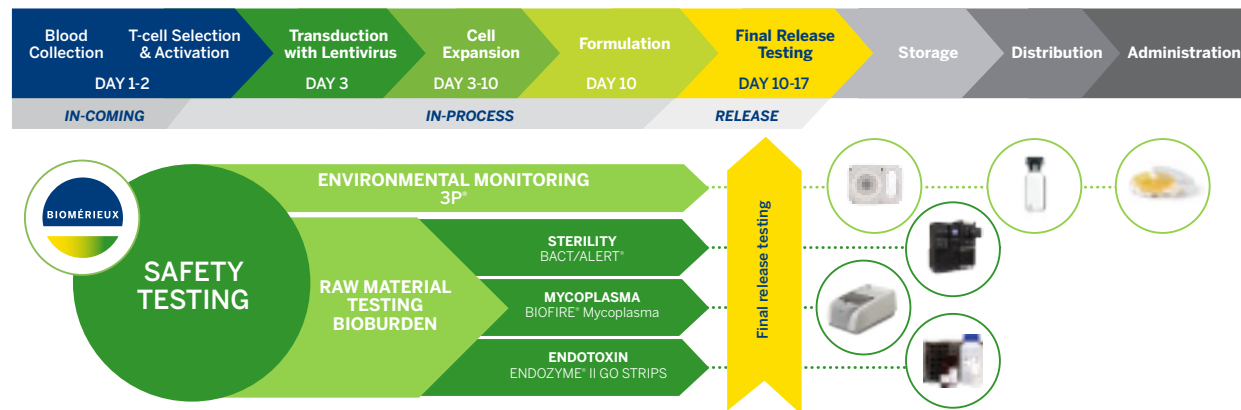 Blood
Collection
T-cell Selection
& Activation
DAY 1-2
Transduction
with Lentivirus
DAY 3
Cell
Expansion
DAY 3-10
Formulation
DAY 10
Final Release
Testing
DAY 10-17
Storage
Distribution
Administration
IN-COMING
IN-PROCESS
RELEASE
BIOMÉRIEUX
SAFETY
TESTING
ENVIRONMENTAL MONITORING
3P®
RAW MATERIAL
TESTING
BIOBURDEN
STERILITY
BACT/ALERT®
MYCOPLASMA
BIOFIRE® Mycoplasma
ENDOTOXIN
ENDOZYME® II GO STRIPS
Final release testing